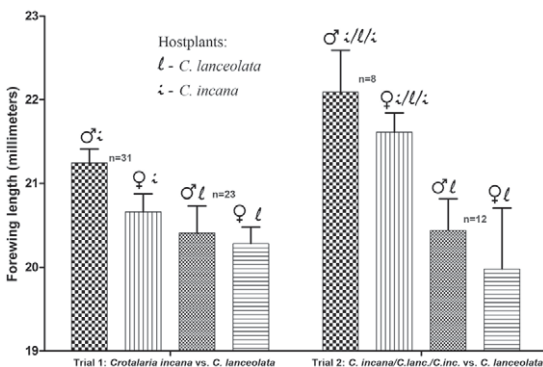 23
22
21
20
19
Forewing length (millimeters)
Hostplants:
l - C. lanceolata
i - C. incana
♂i
n=31
♀i
♂l
n=23
♀l
♂i/l/i
n=8
♀i/l/i
♂l
n=12
♀l
Trial 1: Crotalaria incana vs. C. lanceolata
Trial 2: C. incana/C.lanc./C.inc. vs. C. lanceolata